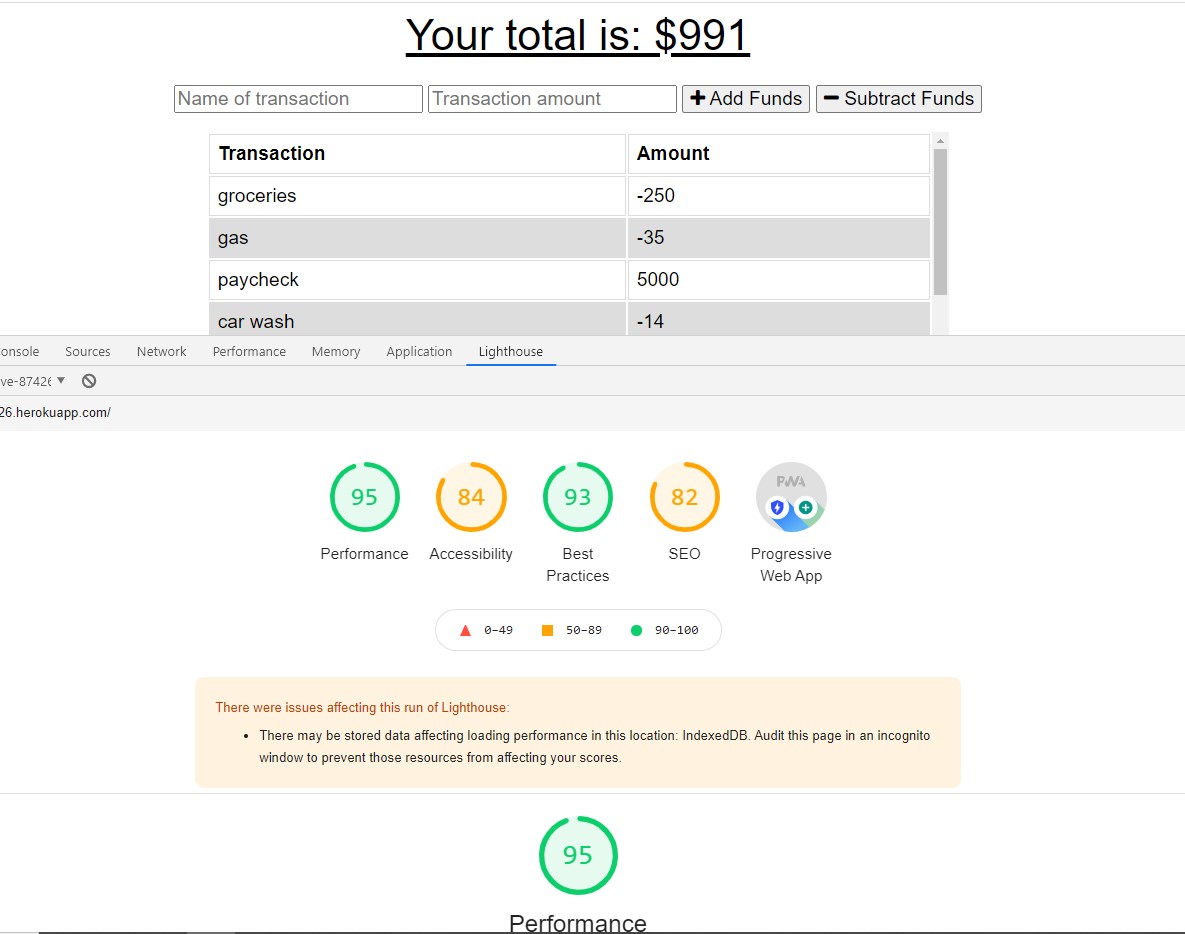 Your total is: $991
Name of transaction Transaction amount + Add Funds − Subtract Funds
Transaction Amount
groceries -250
gas -35
paycheck 5000
car wash -14
onsole Sources Network Performance Memory Application Lighthouse
ve-87426 ▼
26.herokuapp.com/
95 84 93 82 PWA
Performance Accessibility Best Practices SEO Progressive Web App
0–49 50–89 90–100
There were issues affecting this run of Lighthouse:
• There may be stored data affecting loading performance in this location: IndexedDB. Audit this page in an incognito
window to prevent those resources from affecting your scores.
95
Performance